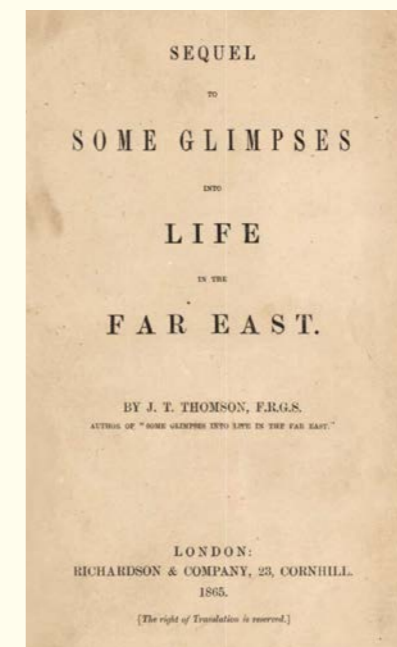 SEQUEL
TO
SOME GLIMPSES
INTO
LIFE
IN THE
FAR EAST.
BY J. T. THOMSON, F.R.G.S.
AUTHOR OF "SOME GLIMPSES INTO LIFE IN THE FAR EAST."
LONDON:
RICHARDSON & COMPANY, 23, CORNHILL.
1865.
[The right of Translation is reserved.]